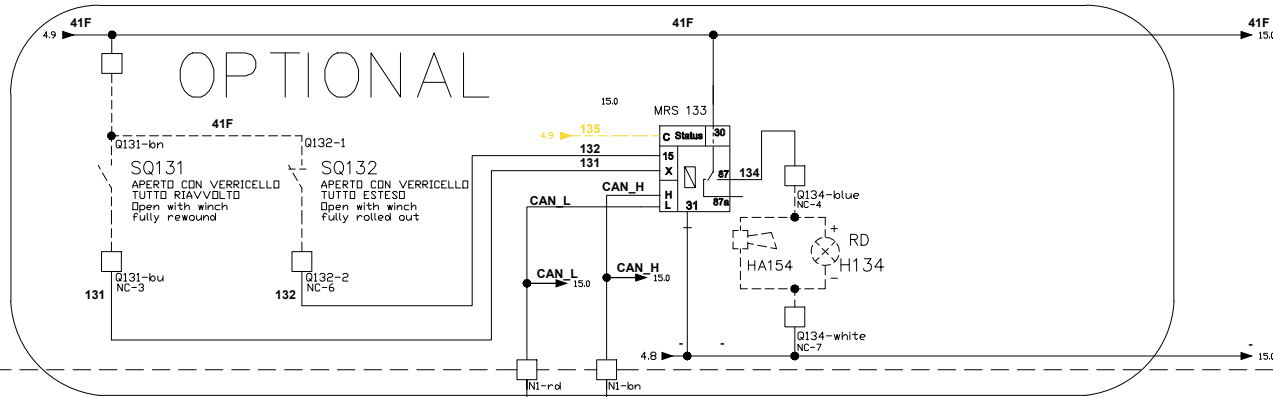 41F
41F
41F
4.9
15.0
OPTIONAL
15.0
MRS 133
4.9
135
C
Status
30
41F
Q131-bn
Q132-1
132
15
131
X
87
134
SQ131
APERTO CON VERRICELLO
TUTTO RIAVVOLTO
Open with winch
fully rewound
SQ132
APERTO CON VERRICELLO
TUTTO ESTESO
Open with winch
fully rolled out
CAN_H
H
CAN_L
L
31
87a
Q134-blue
NC-4
+
RD
HA154
H134
-
Q131-bu
NC-3
131
Q132-2
NC-6
132
CAN_L
15.0
CAN_H
15.0
Q134-white
NC-7
4.8
-
-
-
15.0
N1-rd
N1-bn